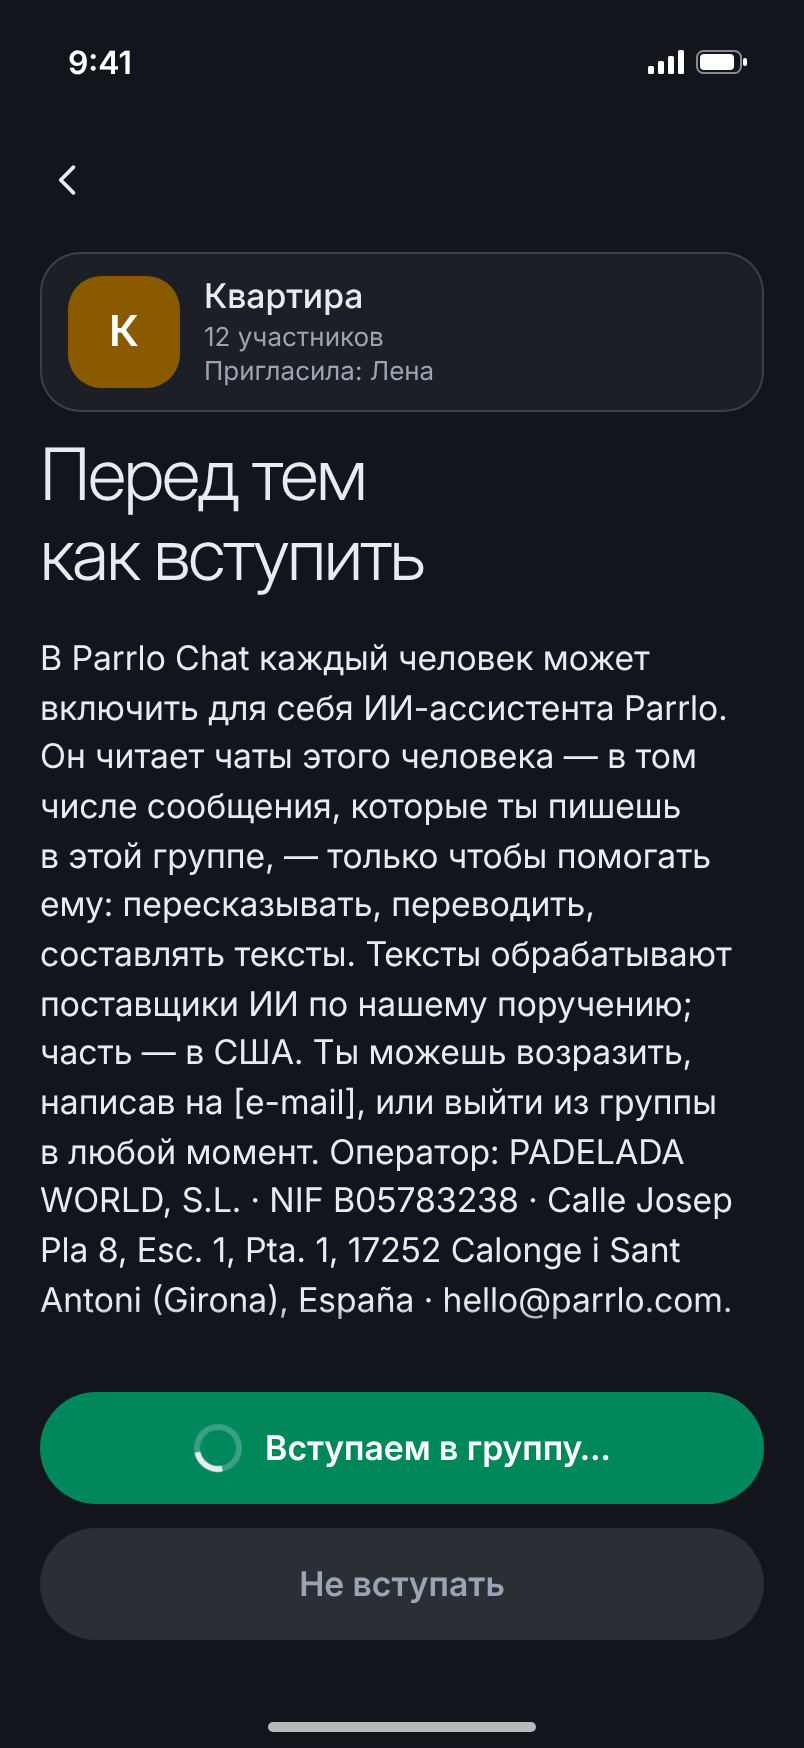 9:41
К
Квартира
12 участников
Пригласила: Лена
Перед тем
как вступить
В Parrlo Chat каждый человек может
включить для себя ИИ-ассистента Parrlo.
Он читает чаты этого человека — в том
числе сообщения, которые ты пишешь
в этой группе, — только чтобы помогать
ему: пересказывать, переводить,
составлять тексты. Тексты обрабатывают
поставщики ИИ по нашему поручению;
часть — в США. Ты можешь возразить,
написав на [e-mail], или выйти из группы
в любой момент. Оператор: PADELADA
WORLD, S.L. · NIF B05783238 · Calle Josep
Pla 8, Esc. 1, Pta. 1, 17252 Calonge i Sant
Antoni (Girona), España · hello@parrlo.com.
Вступаем в группу...
Не вступать